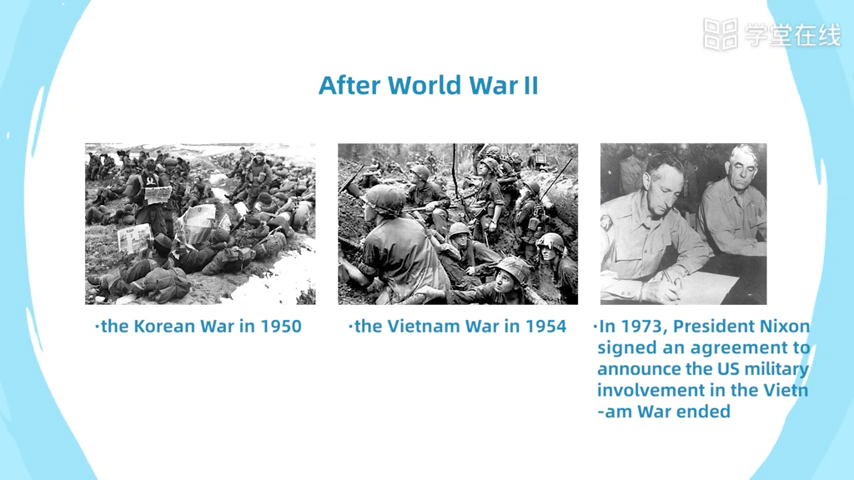 学堂在线
After World War II
·the Korean War in 1950
·the Vietnam War in 1954
·In 1973, President Nixon
signed an agreement to
announce the US military
involvement in the Vietn
-am War ended